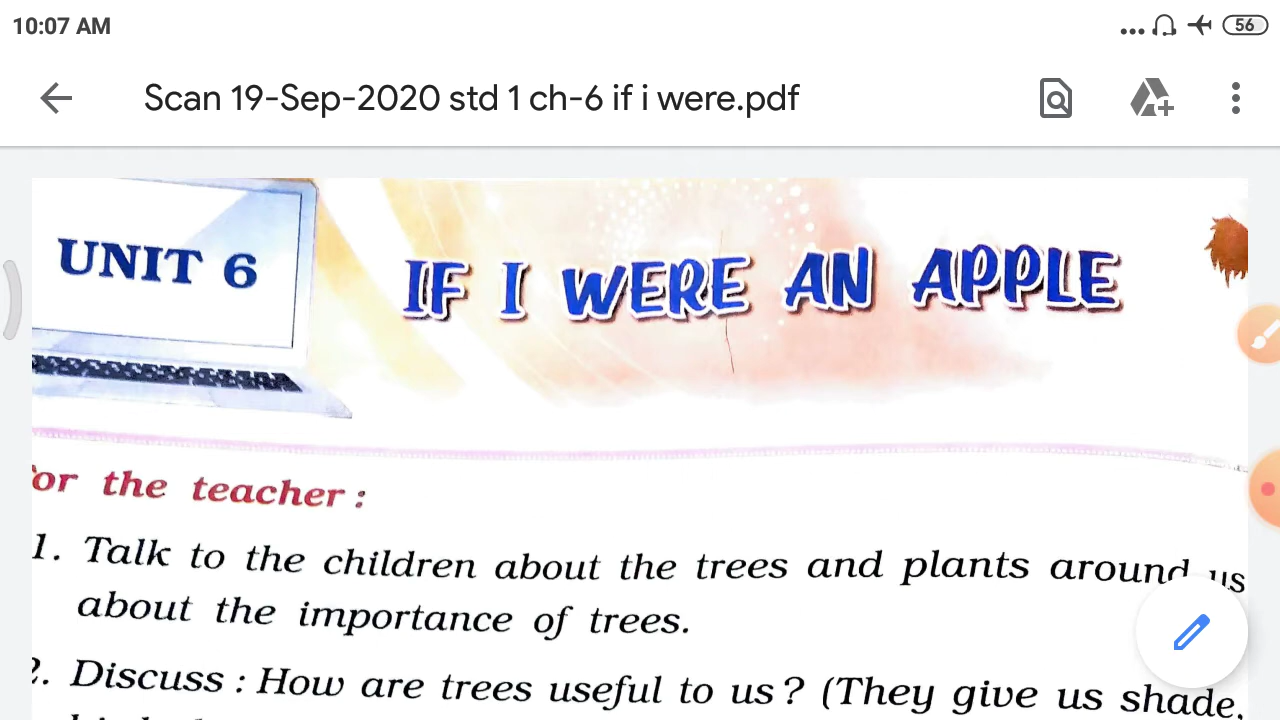 10:07 AM
56
Scan 19-Sep-2020 std 1 ch-6 if i were.pdf
UNIT 6
IF I WERE AN APPLE
or the teacher :
1. Talk to the children about the trees and plants around us
about the importance of trees.
2. Discuss : How are trees useful to us? (They give us shade,